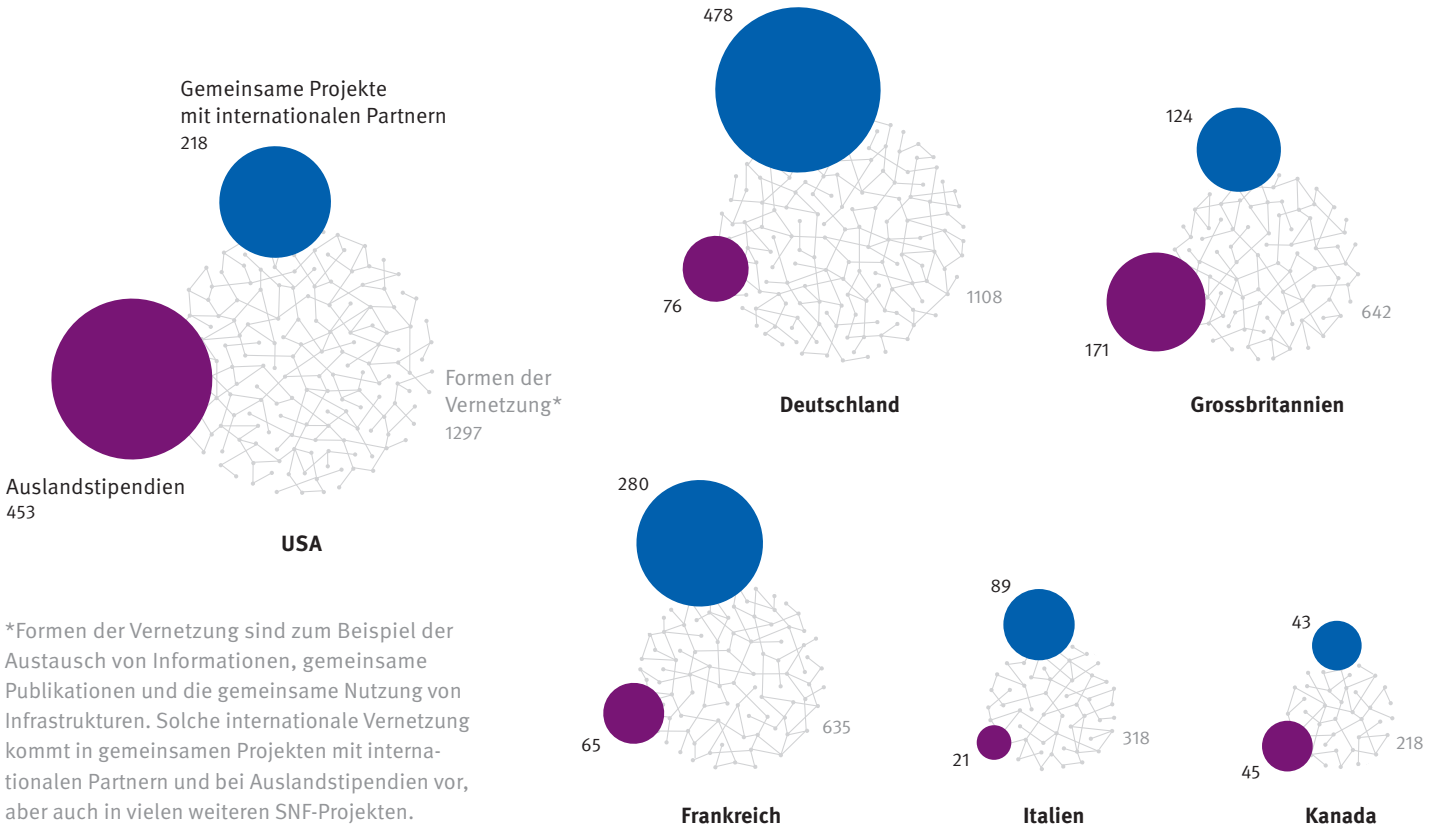 Gemeinsame Projekte
mit internationalen Partnern
218
Formen der
Vernetzung*
1297
Auslandstipendien
453
USA
478
76
1108
Deutschland
124
171
642
Grossbritannien
280
65
635
Frankreich
89
21
318
Italien
43
45
218
Kanada
*Formen der Vernetzung sind zum Beispiel der
Austausch von Informationen, gemeinsame
Publikationen und die gemeinsame Nutzung von
Infrastrukturen. Solche internationale Vernetzung
kommt in gemeinsamen Projekten mit interna-
tionalen Partnern und bei Auslandstipendien vor,
aber auch in vielen weiteren SNF-Projekten.